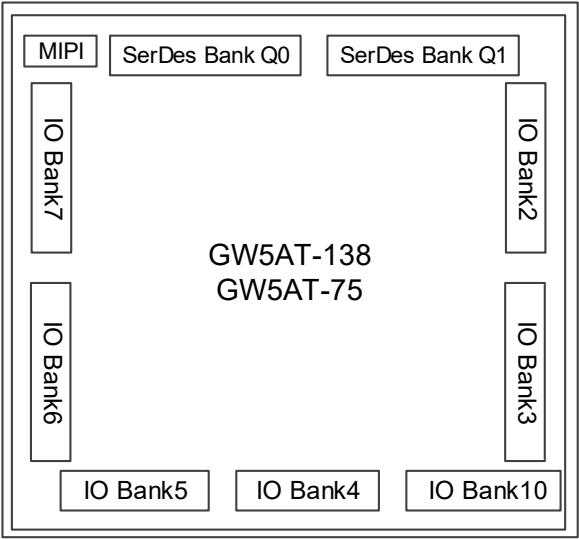 MIPI
SerDes Bank Q0
SerDes Bank Q1
IO Bank7
IO Bank2
GW5AT-138
GW5AT-75
IO Bank6
IO Bank3
IO Bank5
IO Bank4
IO Bank10